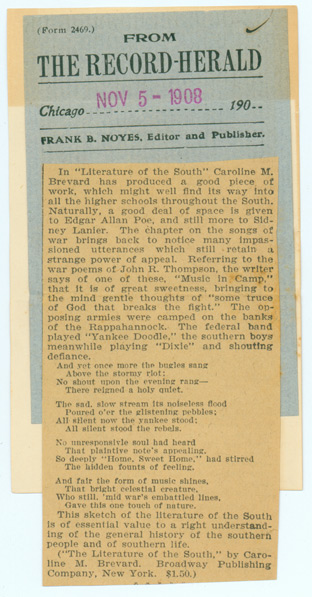 (Form 2469.)
FROM
THE RECORD-HERALD
Chicago NOV 5 - 1908 190
FRANK B. NOYES, Editor and Publisher.
In "Literature of the South" Caroline M.
Brevard has produced a good piece of
work, which might well find its way into
all the higher schools throughout the South.
Naturally, a good deal of space is given
to Edgar Allan Poe, and still more to Sid-
ney Lanier. The chapter on the songs of
war brings back to notice many impas-
sioned utterances which still retain a
strange power of appeal. Referring to the
war poems of John R. Thompson, the writer
says of one of these, "Music in Camp,"
that it is of great sweetness, bringing to
the mind gentle thoughts of "some truce
of God that breaks the fight." The op-
posing armies were camped on the banks
of the Rappahannock. The federal band
played "Yankee Doodle," the southern boys
meanwhile playing "Dixie" and shouting
defiance.
And yet once more the bugles sang
Above the stormy riot;
No shout upon the evening rang—
There reigned a holy quiet.
The sad, slow stream its noiseless flood
Poured o'er the glistening pebbles;
All silent now the yankees stood;
All silent stood the rebels.
No unresponsivle soul had heard
That plaintive note's appealing,
So deeply "Home, Sweet Home," had stirred
The hidden founts of feeling.
And fair the form of music shines,
That bright celestial creature,
Who still, 'mid war's embattled lines,
Gave this one touch of nature.
This sketch of the literature of the South
is of essential value to a right understand-
ing of the general history of the southern
people and of southern life.
("The Literature of the South," by Caro-
line M. Brevard. Broadway Publishing
Company, New York. $1.50.)